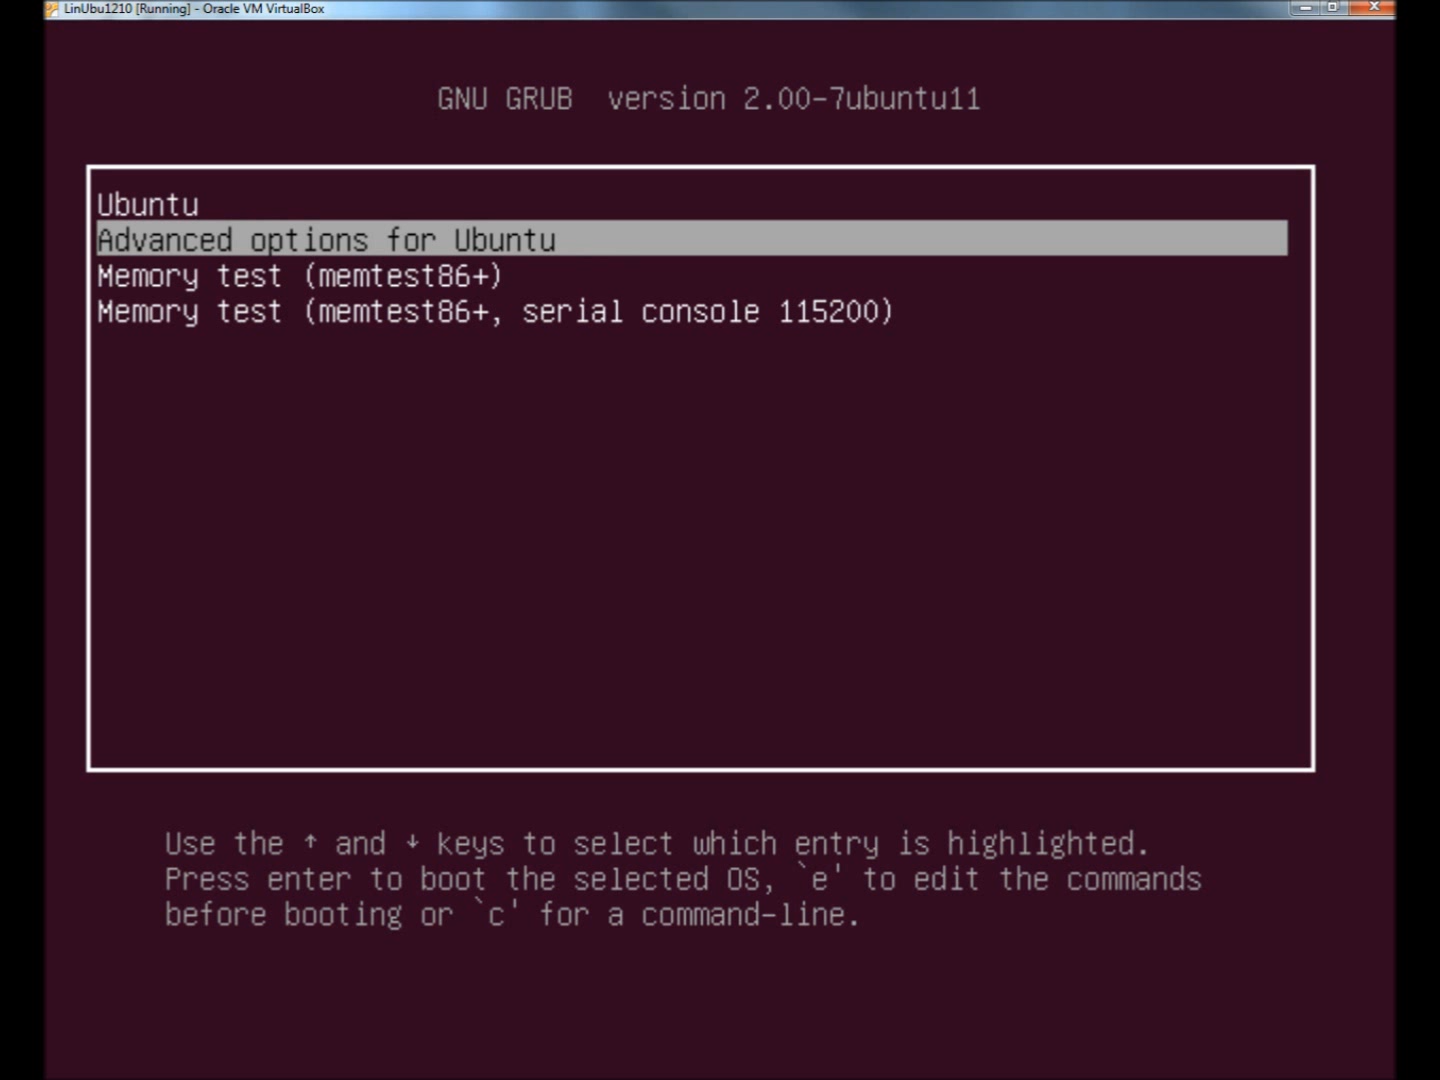 LinUbu1210 [Running] - Oracle VM VirtualBox
GNU GRUB  version 2.00-7ubuntu11
Ubuntu
Advanced options for Ubuntu
Memory test (memtest86+)
Memory test (memtest86+, serial console 115200)
Use the ↑ and ↓ keys to select which entry is highlighted.
Press enter to boot the selected OS, `e' to edit the commands
before booting or `c' for a command-line.